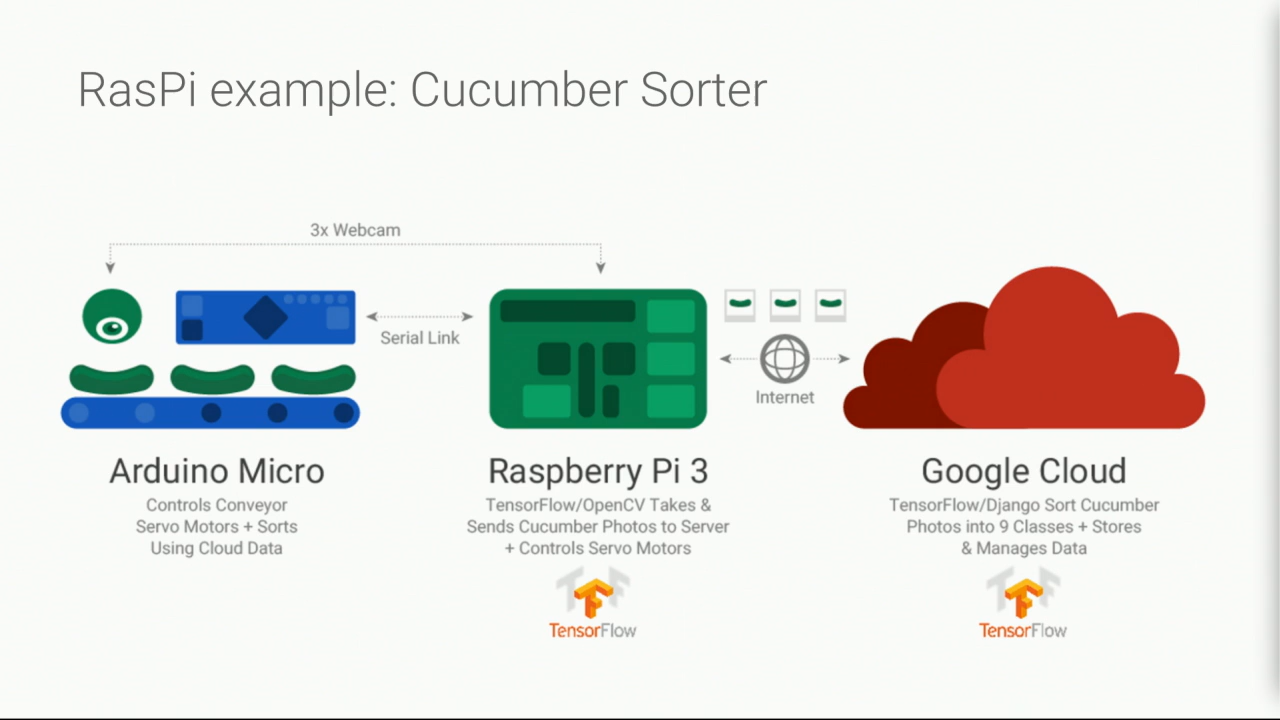 RasPi example: Cucumber Sorter
3x Webcam
Serial Link
Internet
Arduino Micro
Controls Conveyor
Servo Motors + Sorts
Using Cloud Data
Raspberry Pi 3
TensorFlow/OpenCV Takes &
Sends Cucumber Photos to Server
+ Controls Servo Motors
TensorFlow
Google Cloud
TensorFlow/Django Sort Cucumber
Photos into 9 Classes + Stores
& Manages Data
TensorFlow